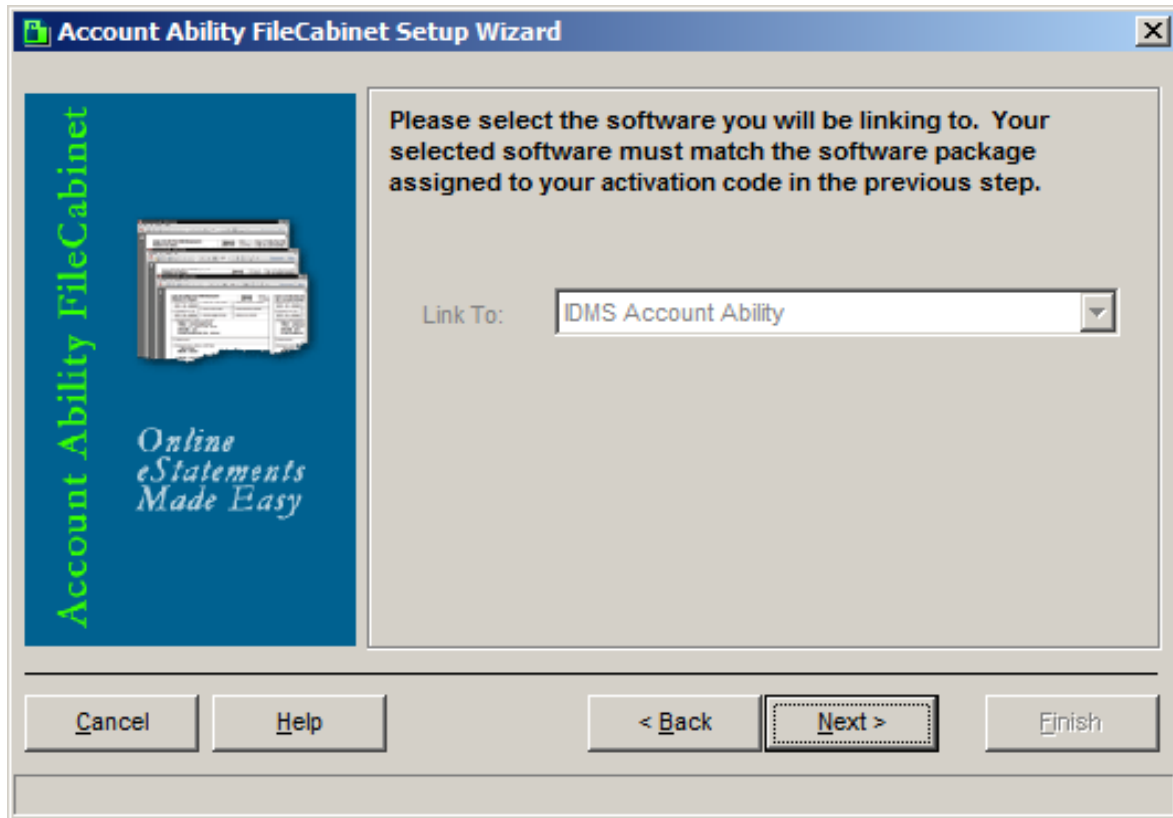 Account Ability FileCabinet Setup Wizard
Account Ability FileCabinet
Online
eStatements
Made Easy
Please select the software you will be linking to. Your
selected software must match the software package
assigned to your activation code in the previous step.
Link To:
IDMS Account Ability
Cancel
Help
< Back
Next >
Finish